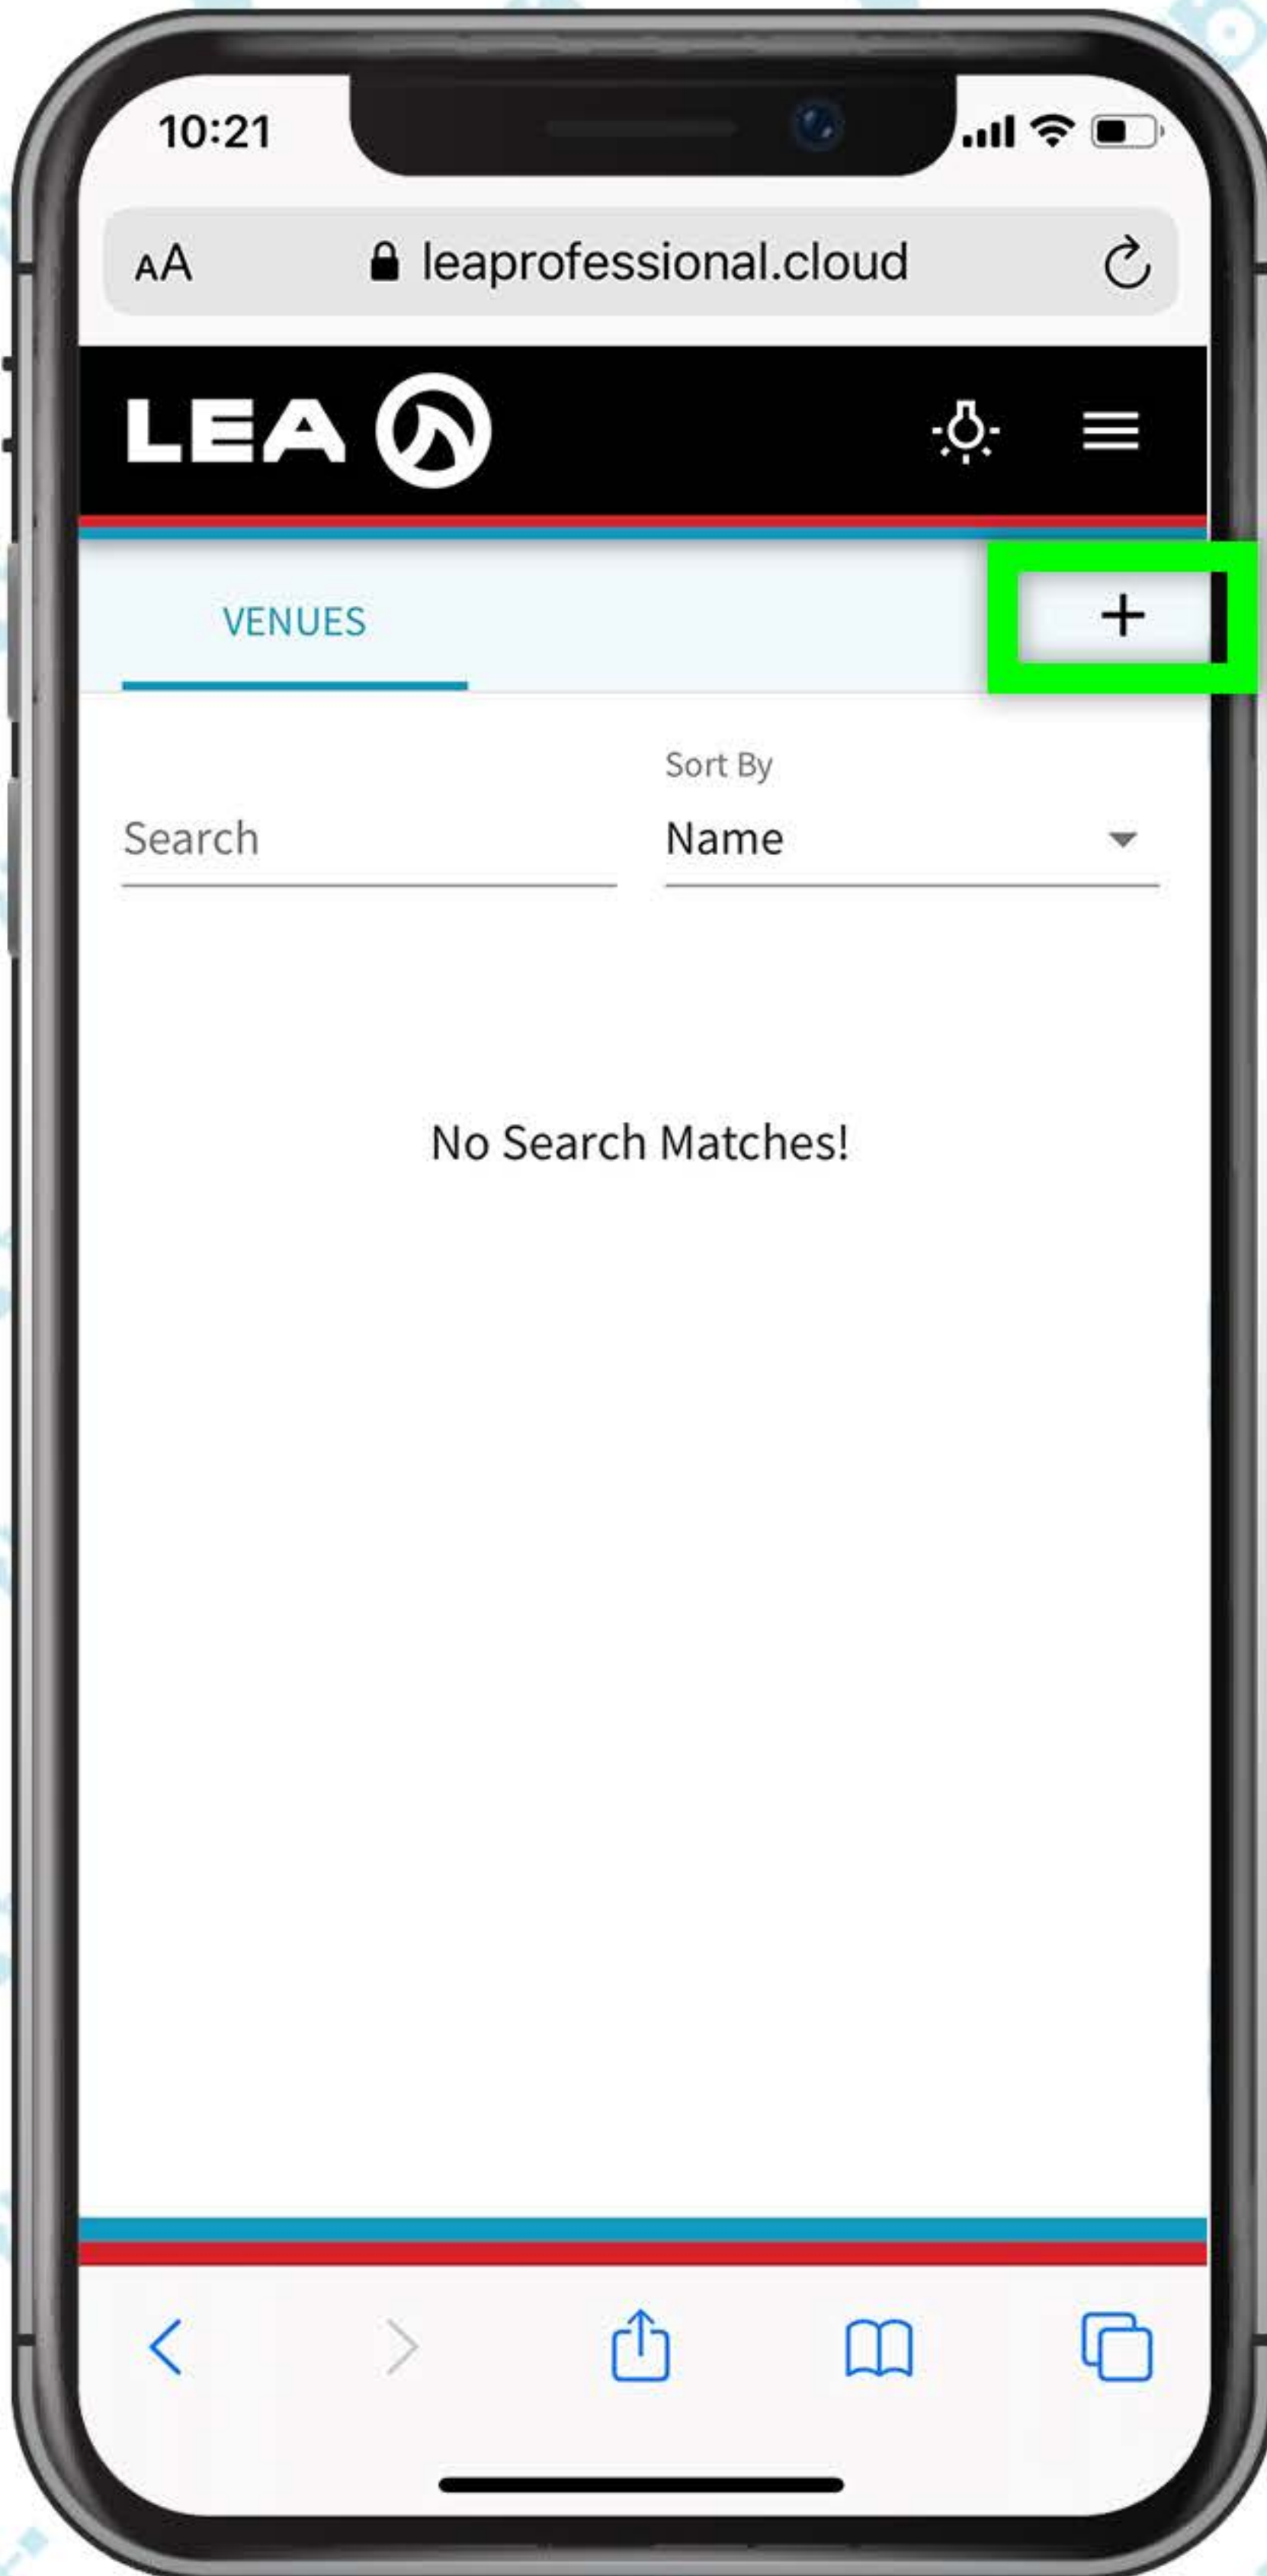 10:21
AA leaprofessional.cloud
LEA
VENUES +
Sort By
Search Name
No Search Matches!